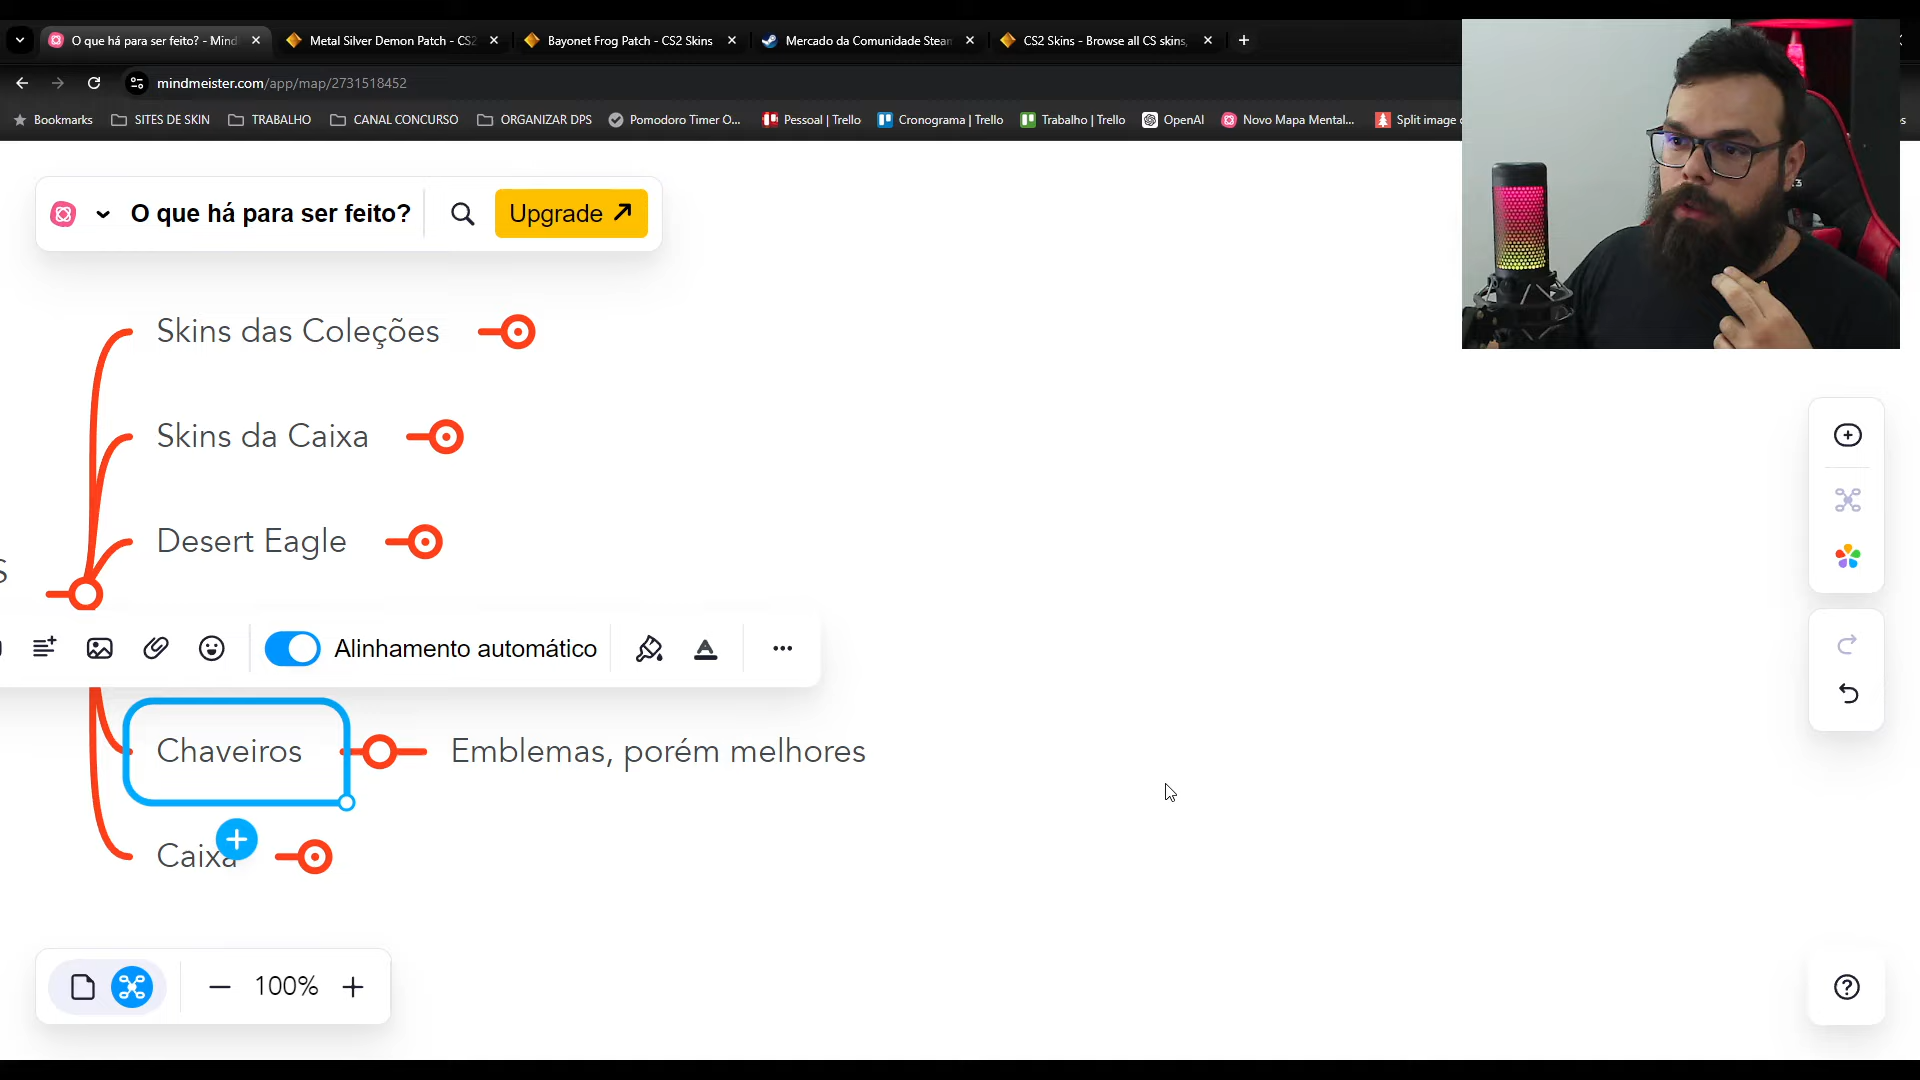 O que há para ser feito? - Mind
Metal Silver Demon Patch - CS2
Bayonet Frog Patch - CS2 Skins
Mercado da Comunidade Stean
CS2 Skins - Browse all CS skins,
mindmeister.com/app/map/2731518452
Bookmarks
SITES DE SKIN
TRABALHO
CANAL CONCURSO
ORGANIZAR DPS
Pomodoro Timer O...
Pessoal | Trello
Cronograma | Trello
Trabalho | Trello
OpenAI
Novo Mapa Mental...
Split image
O que há para ser feito?
Upgrade
Skins das Coleções
Skins da Caixa
Desert Eagle
S
Alinhamento automático
Chaveiros
Emblemas, porém melhores
Caixa
100%